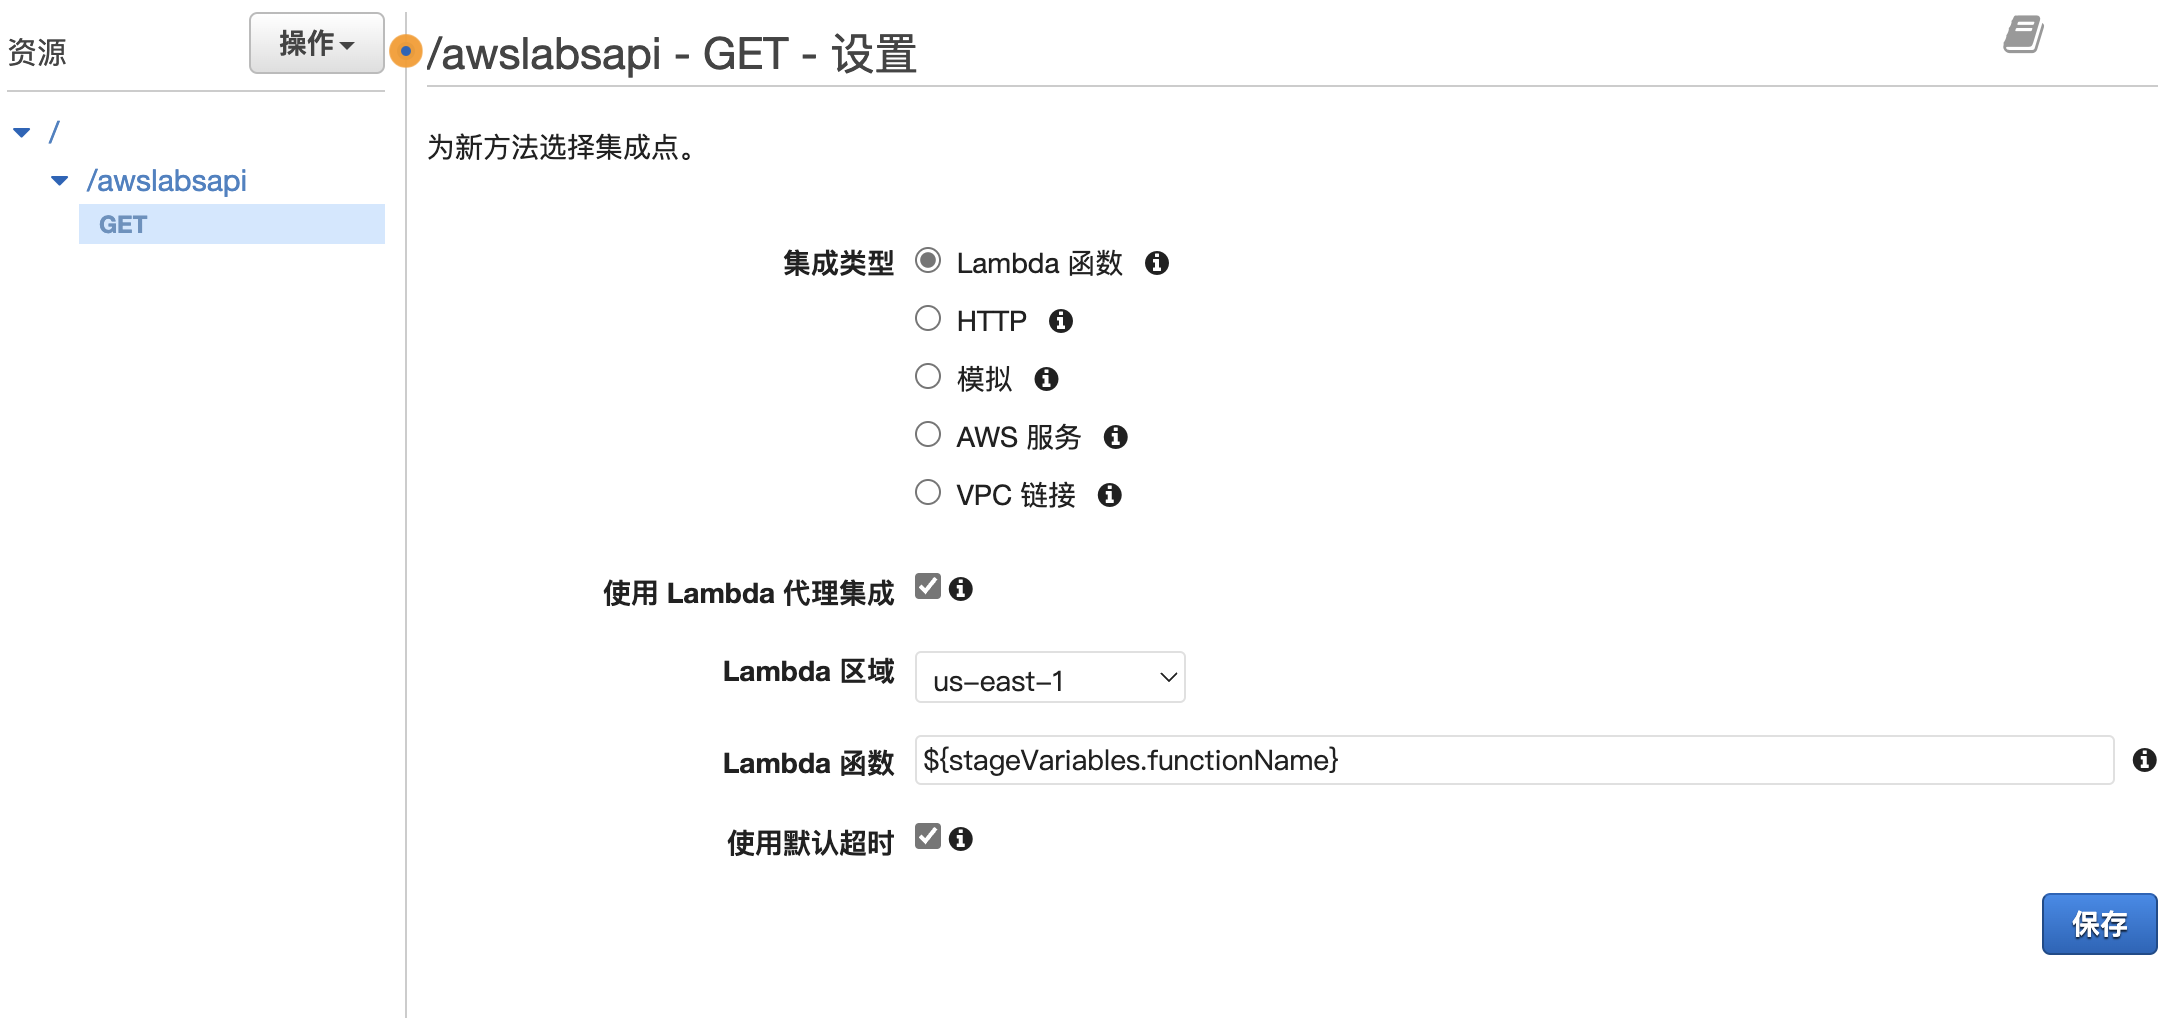 资源
操作
/awslabsapi - GET - 设置
/
/awslabsapi
GET
为新方法选择集成点。
集成类型
Lambda 函数
HTTP
模拟
AWS 服务
VPC 链接
使用 Lambda 代理集成
Lambda 区域
us-east-1
Lambda 函数
${stageVariables.functionName}
使用默认超时
保存